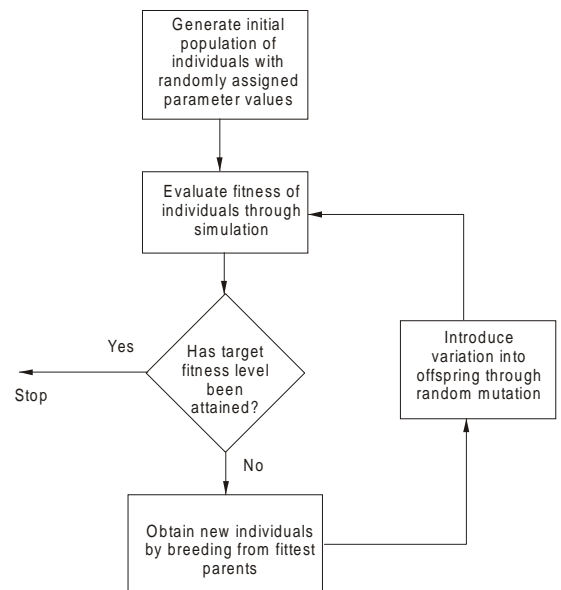 Generate initial
population of
individuals with
randomly assigned
parameter values
Evaluate fitness of
individuals through
simulation
Yes
Has target
fitness level
been
attained?
Stop
No
Introduce
variation into
offspring through
random mutation
Obtain new individuals
by breeding from fittest
parents